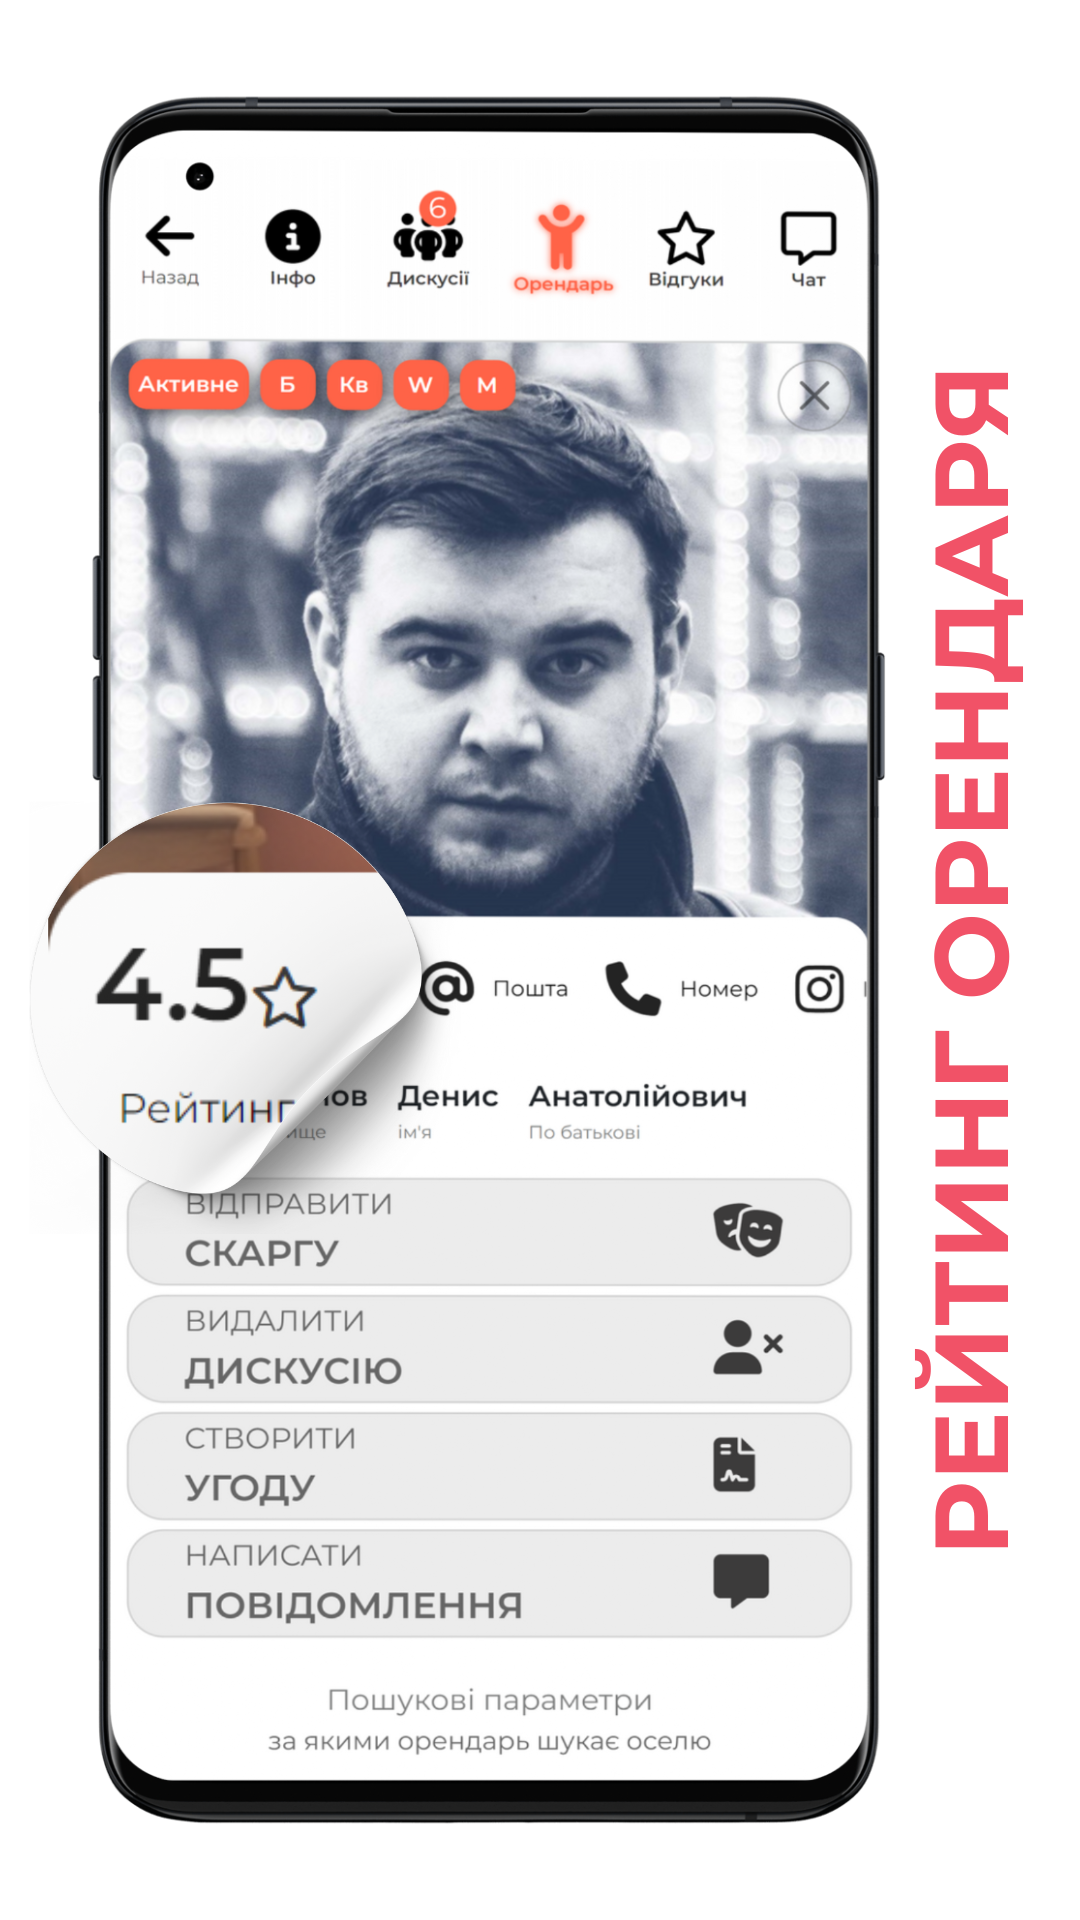 6
Назад
Інфо
Дискусії
Орендарь
Відгуки
Чат
Активне
Б
Кв
W
М
4.5
Рейтинг
Пошта
Номер
Денис
Анатолійович
ім'я
По батькові
ВІДПРАВИТИ
СКАРГУ
ВИДАЛИТИ
ДИСКУСІЮ
СТВОРИТИ
УГОДУ
НАПИСАТИ
ПОВІДОМЛЕННЯ
Пошукові параметри
за якими орендарь шукає оселю
РЕЙТИНГ ОРЕНДАРЯ